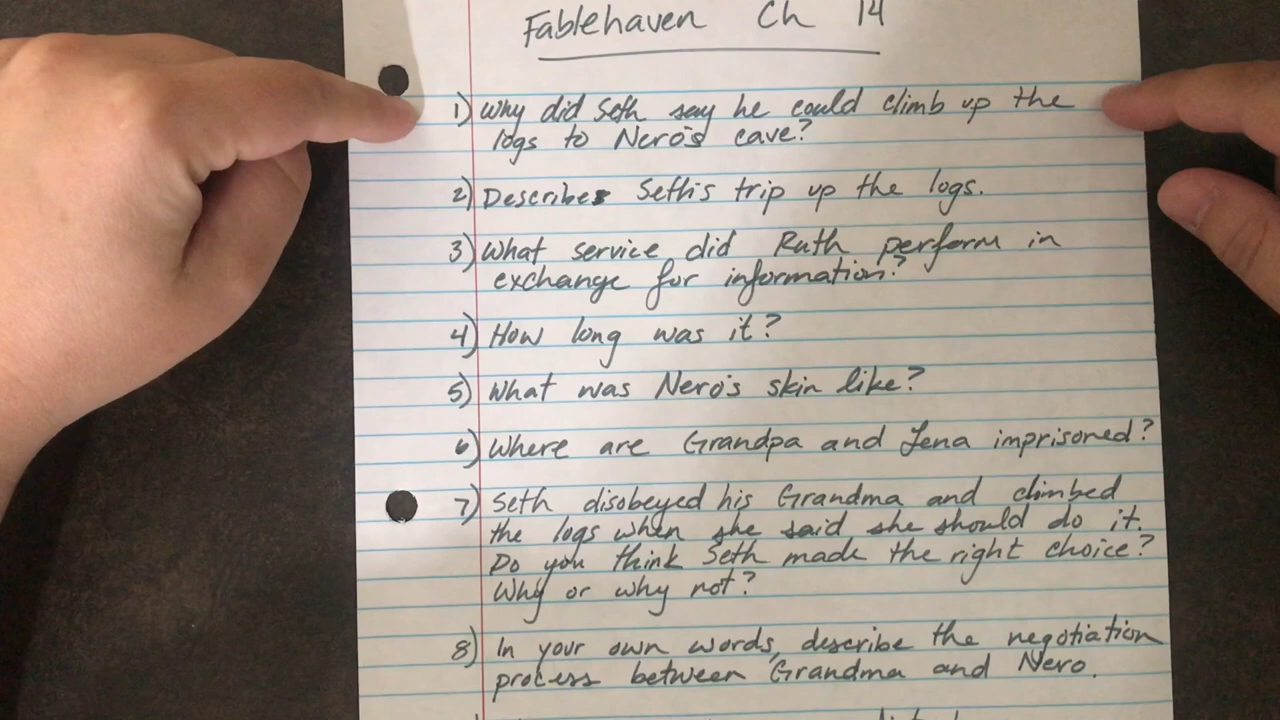 Fablehaven Ch 14
1) Why did Seth say he could climb up the
logs to Nero's cave?
2) Describe Seth's trip up the logs.
3) What service did Ruth perform in
exchange for information?
4) How long was it?
5) What was Nero's skin like?
6) Where are Grandpa and Lena imprisoned?
7) Seth disobeyed his Grandma and climbed
the logs when she said she should do it.
Do you think Seth made the right choice?
Why or why not?
8) In your own words, describe the negotiation
process between Grandma and Nero.